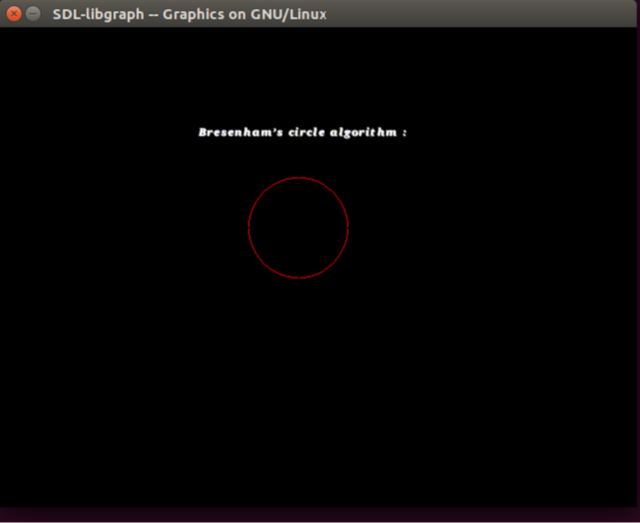 SDL-libgraph -- Graphics on GNU/Linux
Bresenham's circle algorithm :